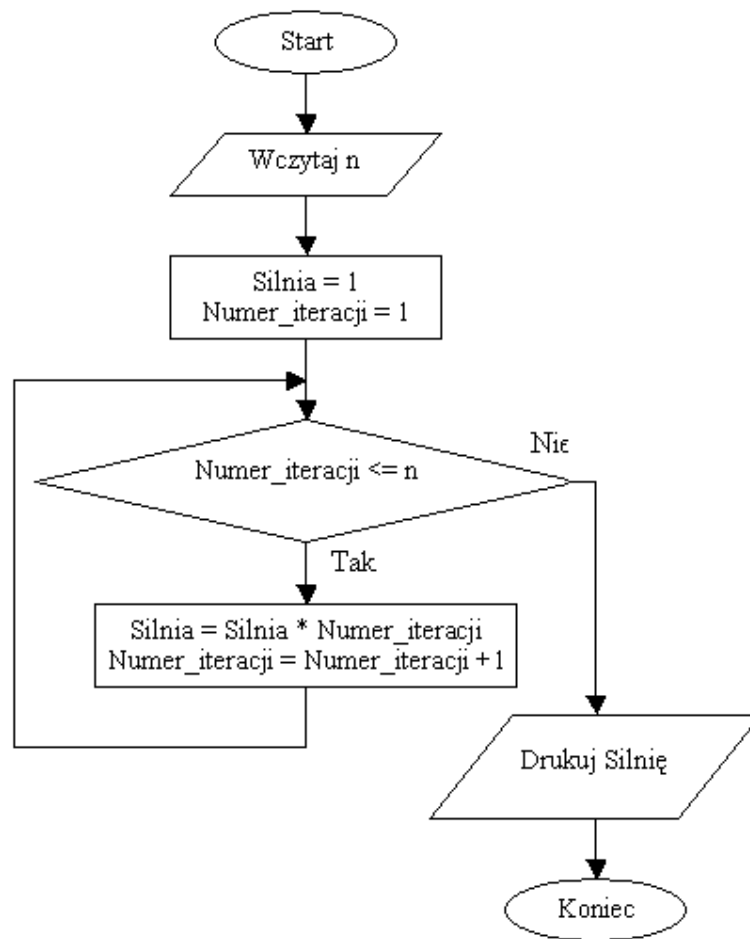 Start
Wczytaj n
Silnia = 1
Numer_iteracji = 1
Numer_iteracji <= n
Nie
Tak
Silnia = Silnia * Numer_iteracji
Numer_iteracji = Numer_iteracji +1
Drukuj Silnię
Koniec